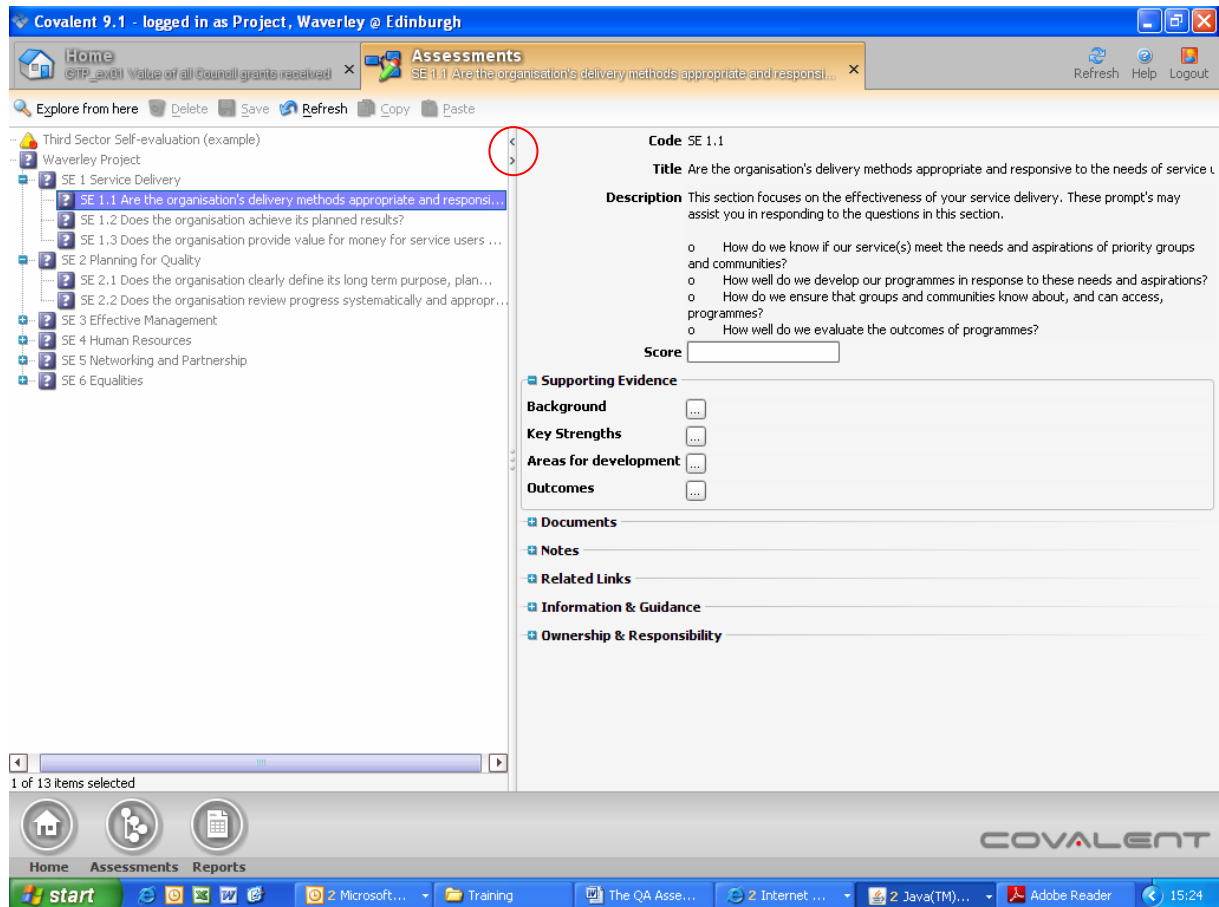 Covalent 9.1 - logged in as Project, Waverley @ Edinburgh
Home
Value of all Council grants received
Assessments
SE 1.1 Are the organisation's delivery methods appropriate and responsi...
Refresh Help Logout
Explore from here Delete Save Refresh Copy Paste
Third Sector Self-evaluation (example)
Waverley Project
SE 1 Service Delivery
SE 1.1 Are the organisation's delivery methods appropriate and responsi...
SE 1.2 Does the organisation achieve its planned results?
SE 1.3 Does the organisation provide value for money for service users ...
SE 2 Planning for Quality
SE 2.1 Does the organisation clearly define its long term purpose, plan...
SE 2.2 Does the organisation review progress systematically and appropr...
SE 3 Effective Management
SE 4 Human Resources
SE 5 Networking and Partnership
SE 6 Equalities
1 of 13 items selected
Code SE 1.1
Title Are the organisation's delivery methods appropriate and responsive to the needs of service u
Description This section focuses on the effectiveness of your service delivery. These prompt's may
assist you in responding to the questions in this section.
o How do we know if our service(s) meet the needs and aspirations of priority groups
and communities?
o How well do we develop our programmes in response to these needs and aspirations?
o How do we ensure that groups and communities know about, and can access,
programmes?
o How well do we evaluate the outcomes of programmes?
Score
Supporting Evidence
Background ...
Key Strengths ...
Areas for development ...
Outcomes ...
Documents
Notes
Related Links
Information & Guidance
Ownership & Responsibility
Home Assessments Reports
COVALENT
start
2 Microsoft...
Training
The QA Asse...
2 Internet ...
2 Java(TM)...
Adobe Reader
15:24